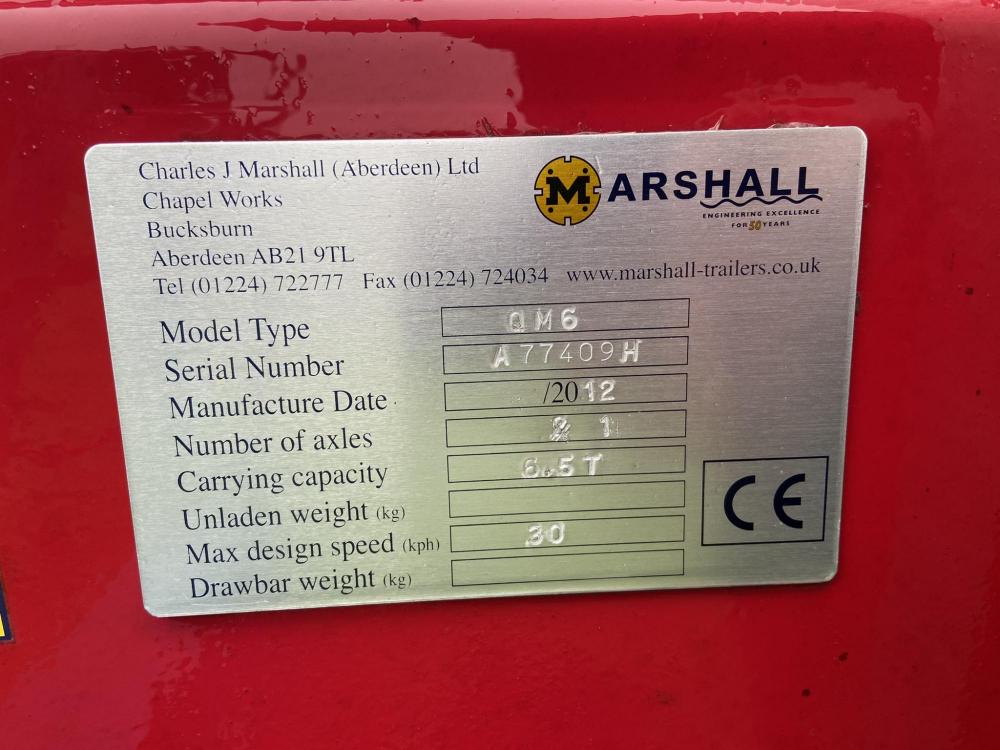 Charles J Marshall (Aberdeen) Ltd
Chapel Works
Bucksburn
Aberdeen AB21 9TL
Tel (01224) 722777 Fax (01224) 724034 www.marshall-trailers.co.uk
MARSHALL
ENGINEERING EXCELLENCE
FOR 50 YEARS
Model Type QM6
Serial Number A77409H
Manufacture Date /2012
Number of axles 1
Carrying capacity 6.5T
Unladen weight (kg)
Max design speed (kph) 30
Drawbar weight (kg)
CE